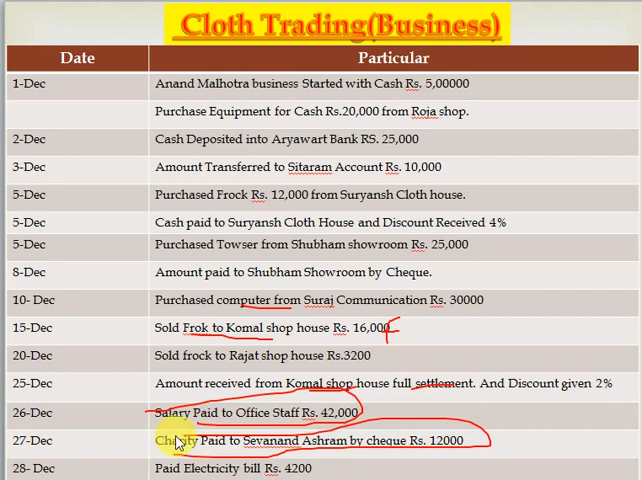 Cloth Trading(Business)
Date Particular
1-Dec Anand Malhotra business Started with Cash Rs. 5,00000
Purchase Equipment for Cash Rs.20,000 from Roja shop.
2-Dec Cash Deposited into Aryawart Bank RS. 25,000
3-Dec Amount Transferred to Sitaram Account Rs. 10,000
5-Dec Purchased Frock Rs. 12,000 from Suryansh Cloth house.
5-Dec Cash paid to Suryansh Cloth House and Discount Received 4%
5-Dec Purchased Towser from Shubham showroom Rs. 25,000
8-Dec Amount paid to Shubham Showroom by Cheque.
10- Dec Purchased computer from Suraj Communication Rs. 30000
15-Dec Sold Frok to Komal shop house Rs. 16,000
20-Dec Sold frock to Rajat shop house Rs.3200
25-Dec Amount received from Komal shop house full settlement. And Discount given 2%
26-Dec Salary Paid to Office Staff Rs. 42,000
27-Dec Charity Paid to Sevanand Ashram by cheque Rs. 12000
28- Dec Paid Electricity bill Rs. 4200